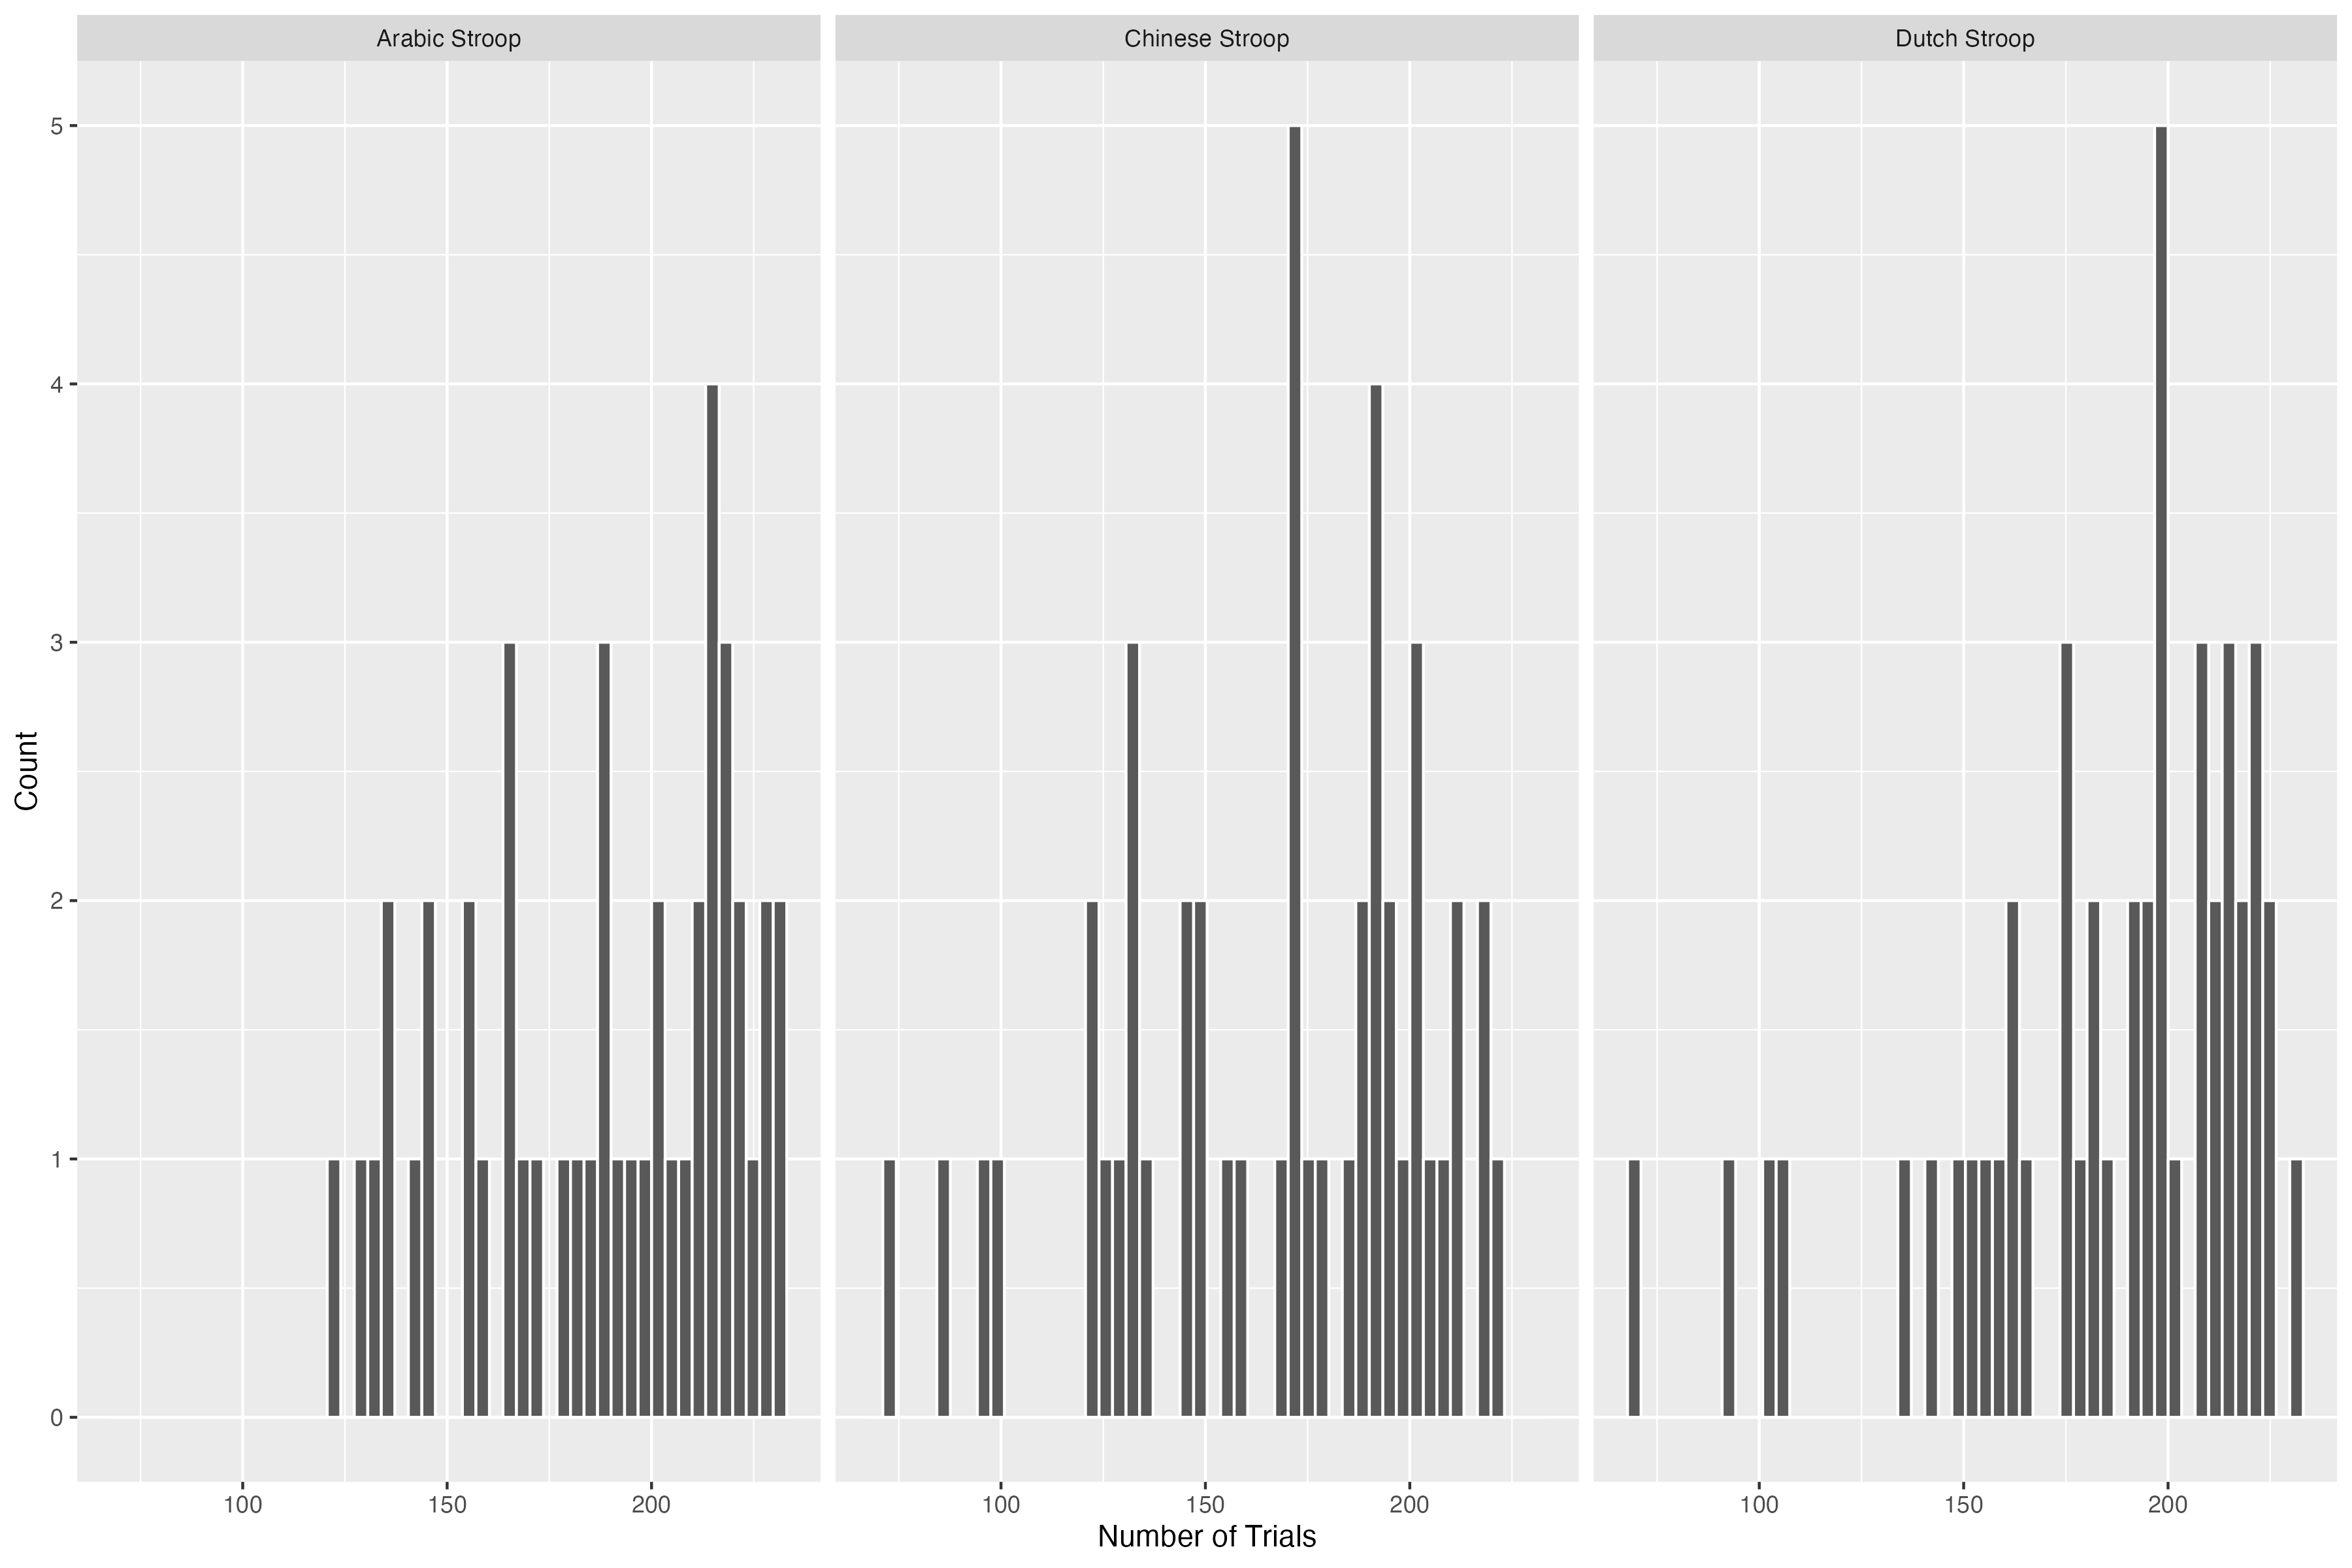 Arabic Stroop
Chinese Stroop
Dutch Stroop
5
4
3
2
1
0
Count
100 150 200
100 150 200
100 150 200
Number of Trials